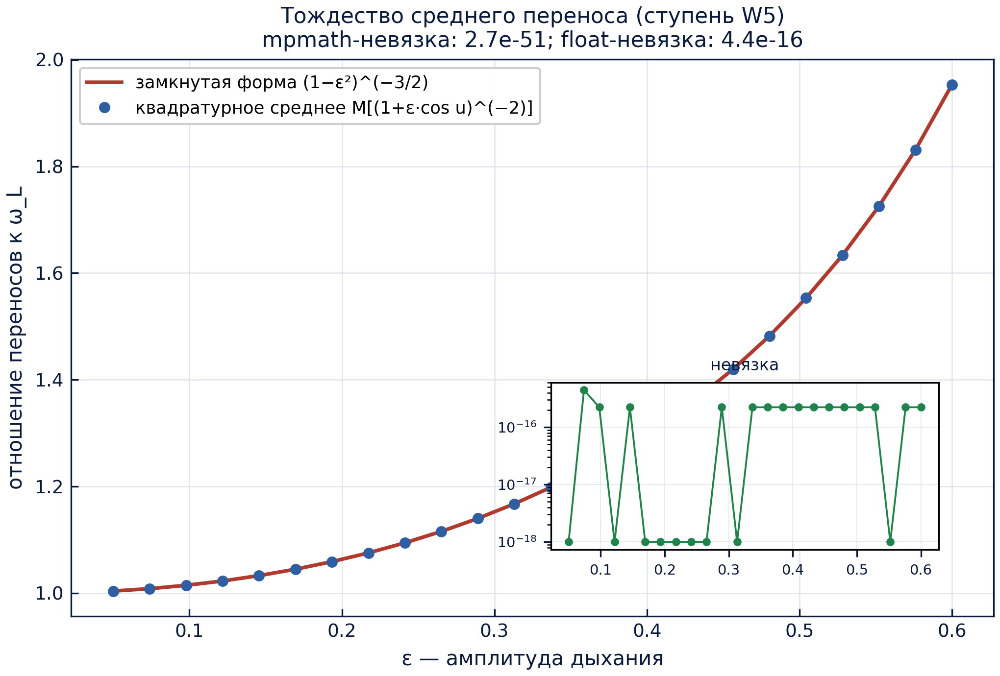 Тождество среднего переноса (ступень W5)
mpmath-невязка: 2.7e-51; float-невязка: 4.4e-16
замкнутая форма (1−ε²)^(−3/2)
квадратурное среднее M[(1+ε·cos u)^(−2)]
отношение переносов к ω_L
2.0
1.8
1.6
1.4
1.2
1.0
невязка
10⁻¹⁶
10⁻¹⁷
10⁻¹⁸
0.1 0.2 0.3 0.4 0.5 0.6
0.1 0.2 0.3 0.4 0.5 0.6
ε — амплитуда дыхания